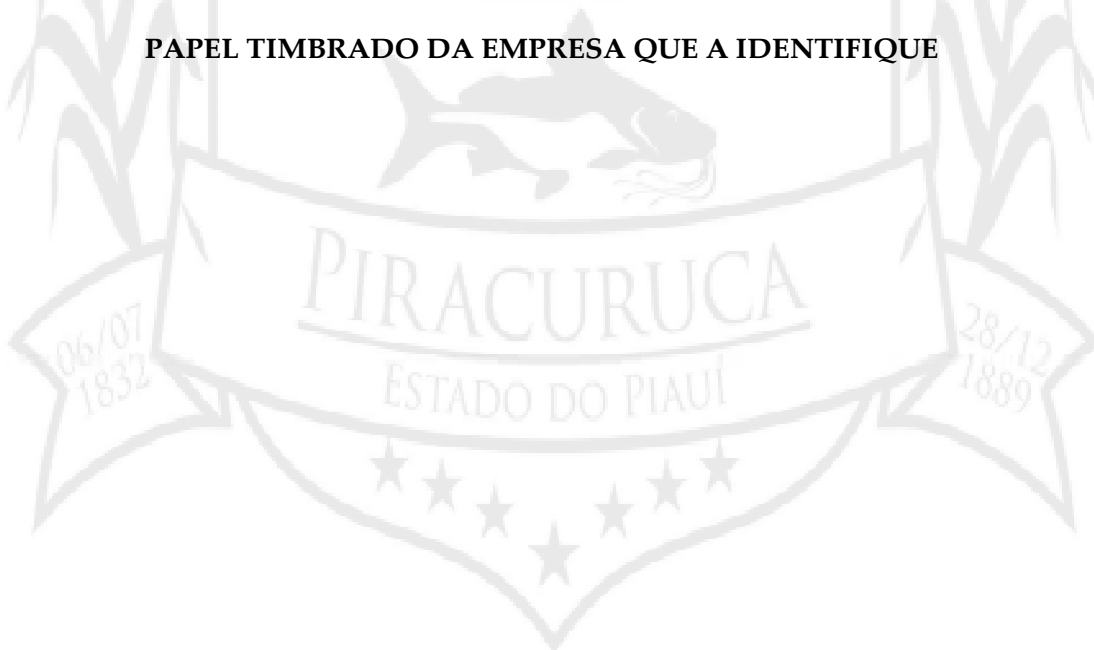 PAPEL TIMBRADO DA EMPRESA QUE A IDENTIFIQUE
PIRACURUCA
ESTADO DO PIAUÍ
06/07
1832
28/12
1889